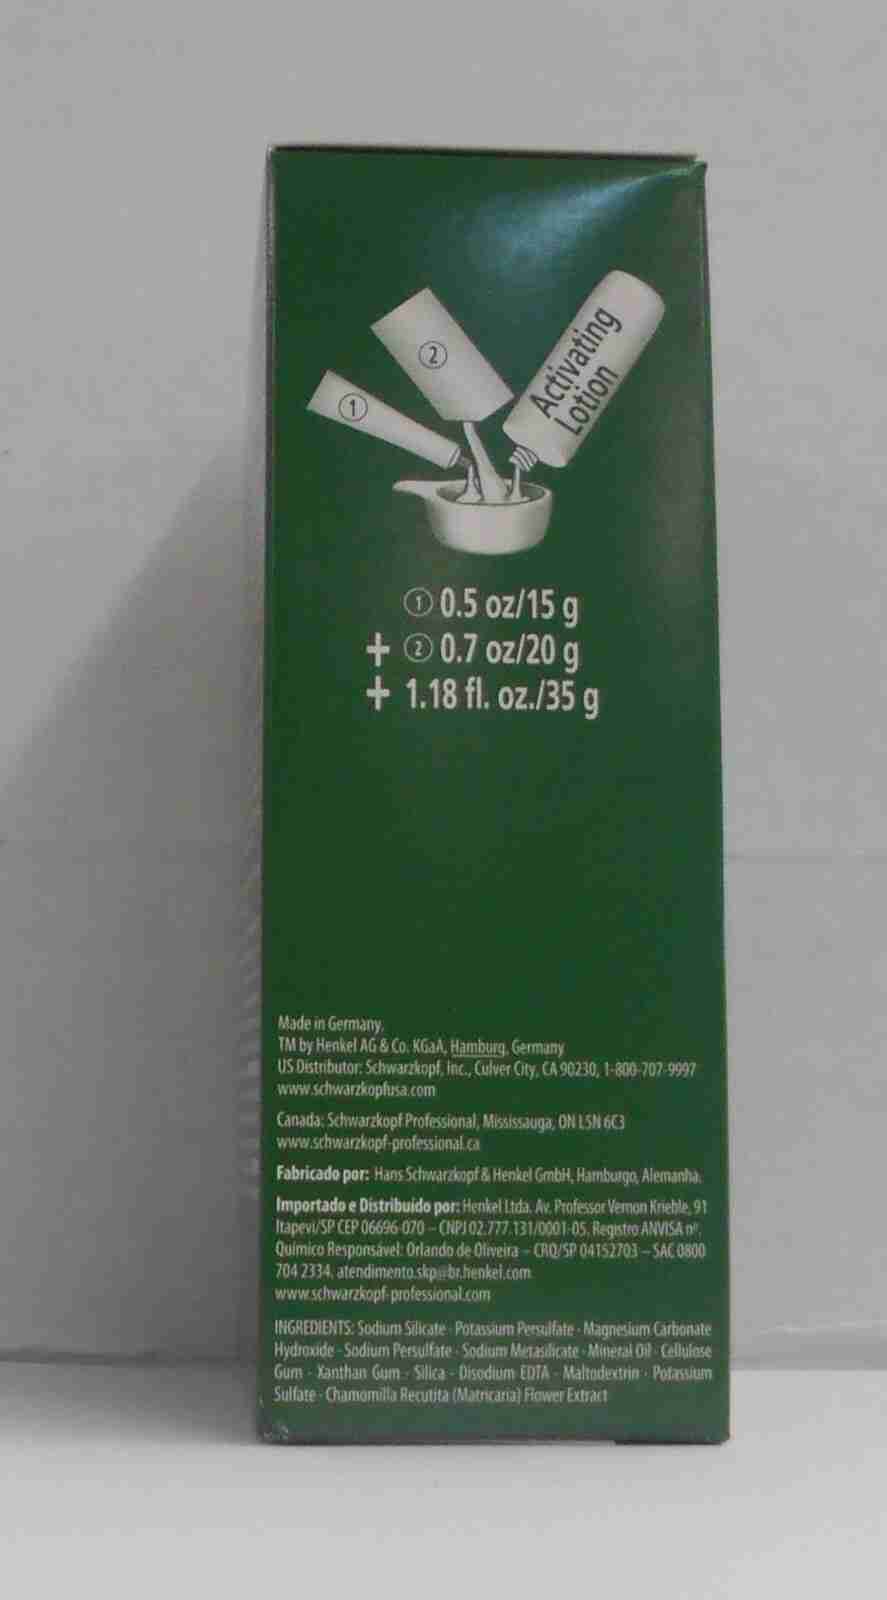 ①
②
Activating
Lotion
① 0.5 oz/15 g
+ ② 0.7 oz/20 g
+ 1.18 fl. oz./35 g
Made in Germany.
TM by Henkel AG & Co. KGaA, Hamburg, Germany
US Distributor: Schwarzkopf, Inc., Culver City, CA 90230, 1-800-707-9997
www.schwarzkopfusa.com
Canada: Schwarzkopf Professional, Mississauga, ON L5N 6C3
www.schwarzkopf-professional.ca
Fabricado por: Hans Schwarzkopf & Henkel GmbH, Hamburgo, Alemanha.
Importado e Distribuído por: Henkel Ltda. Av. Professor Vernon Krieble, 91
Itapevi/SP CEP 06696-070 – CNPJ 02.777.131/0001-05. Registro ANVISA nº.
Químico Responsável: Orlando de Oliveira – CRQ/SP 04152703 – SAC 0800
704 2334. atendimento.skp@br.henkel.com
www.schwarzkopf-professional.com
INGREDIENTS: Sodium Silicate · Potassium Persulfate · Magnesium Carbonate
Hydroxide · Sodium Persulfate · Sodium Metasilicate · Mineral Oil · Cellulose
Gum · Xanthan Gum · Silica · Disodium EDTA · Maltodextrin · Potassium
Sulfate · Chamomilla Recutita (Matricaria) Flower Extract